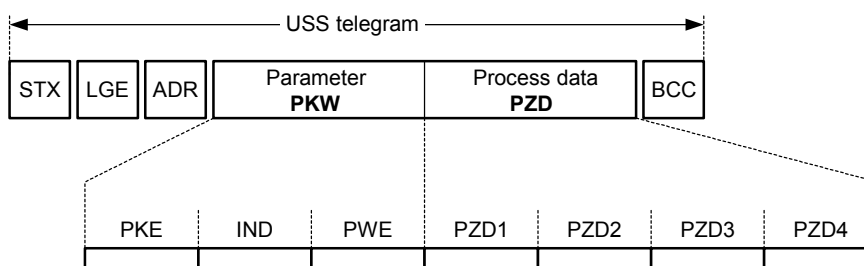 USS telegram
STX LGE ADR Parameter PKW Process data PZD BCC
PKE IND PWE PZD1 PZD2 PZD3 PZD4